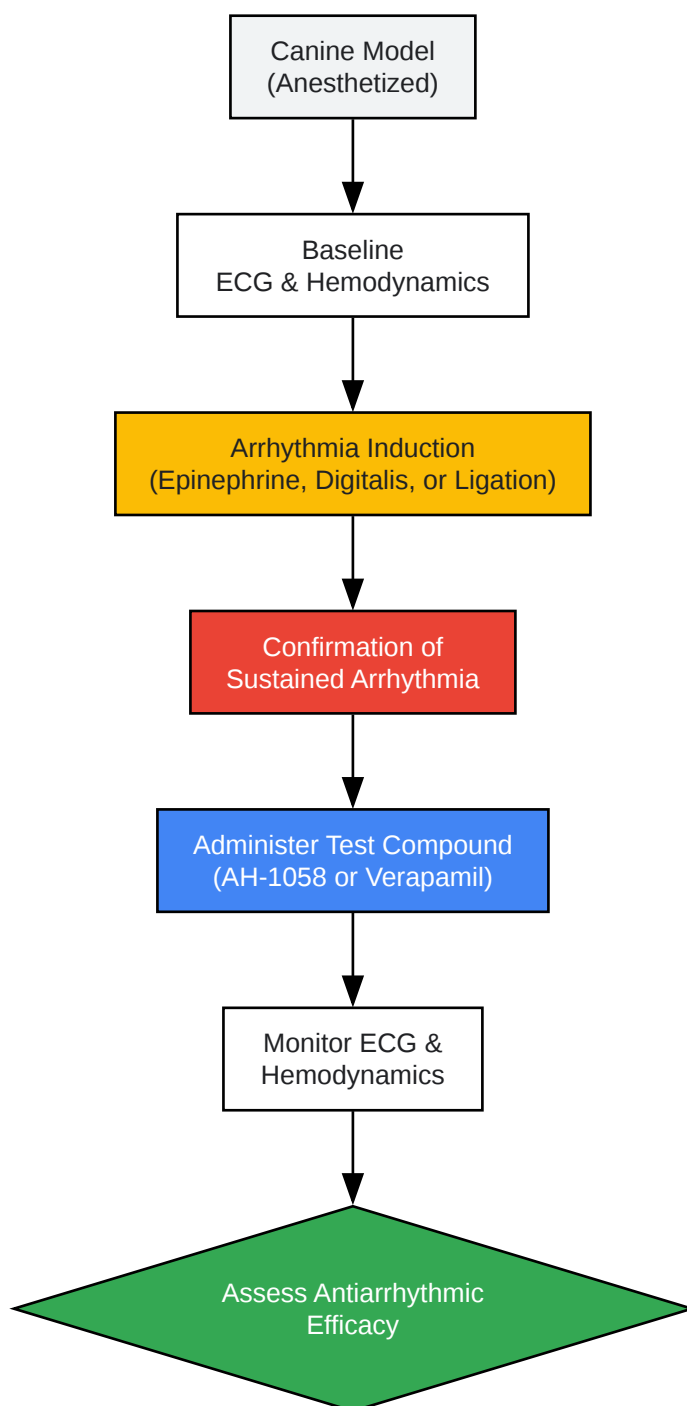 Canine Model
(Anesthetized)
Baseline
ECG & Hemodynamics
Arrhythmia Induction
(Epinephrine, Digitalis, or Ligation)
Confirmation of
Sustained Arrhythmia
Administer Test Compound
(AH-1058 or Verapamil)
Monitor ECG &
Hemodynamics
Assess Antiarrhythmic
Efficacy